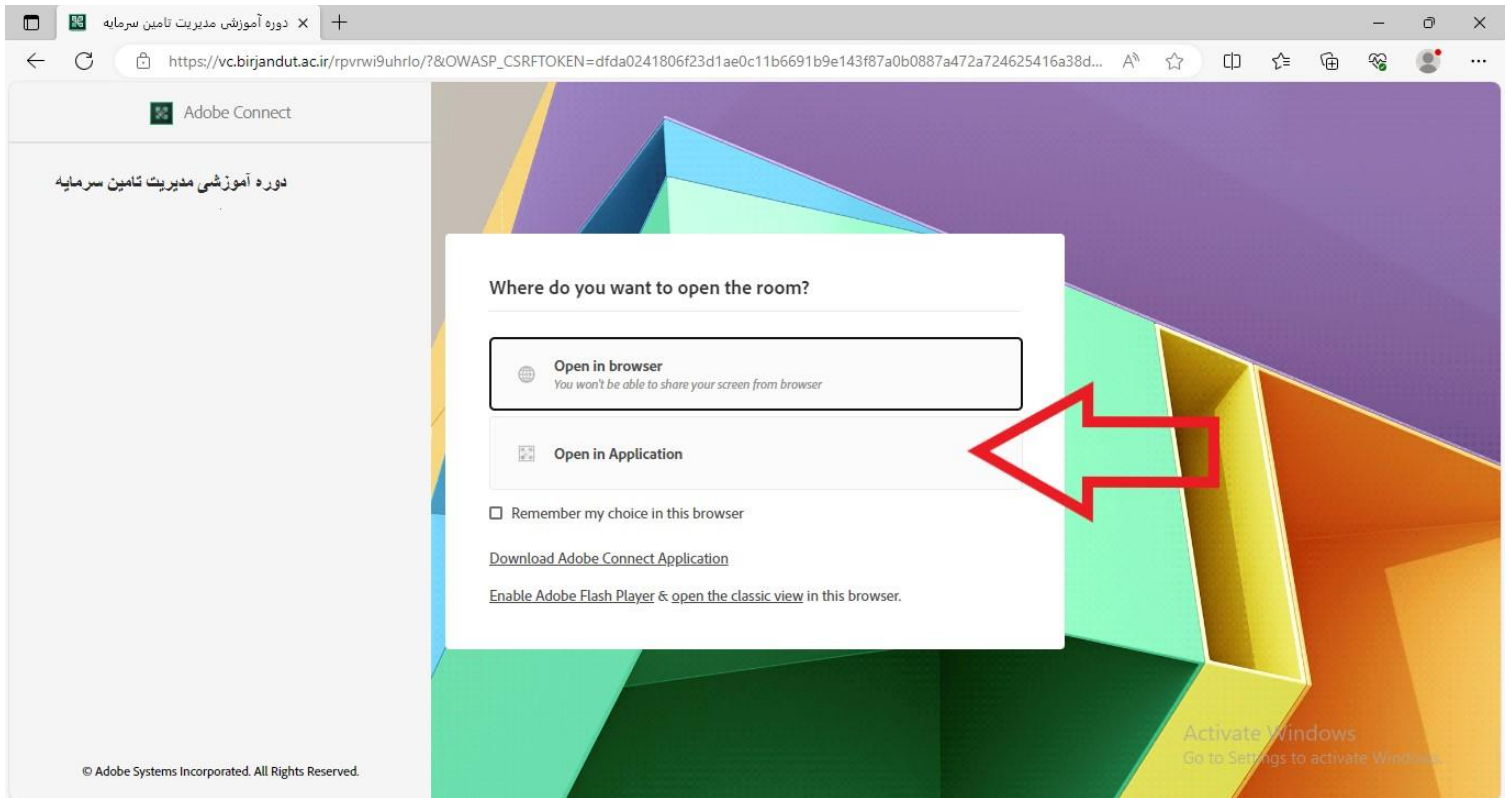 دوره آموزشی مدیریت تامین سرمایه
https://vc.birjandut.ac.ir/rpvrwi9uhrlo/?&OWASP_CSRFTOKEN=dfda0241806f23d1ae0c11b6691b9e143f87a0b0887a472a724625416a38d...
Adobe Connect
دوره آموزشی مدیریت تامین سرمایه
Where do you want to open the room?
Open in browser
You won't be able to share your screen from browser
Open in Application
Remember my choice in this browser
Download Adobe Connect Application
Enable Adobe Flash Player & open the classic view in this browser.
Activate Windows
Go to Settings to activate Windows.
© Adobe Systems Incorporated. All Rights Reserved.